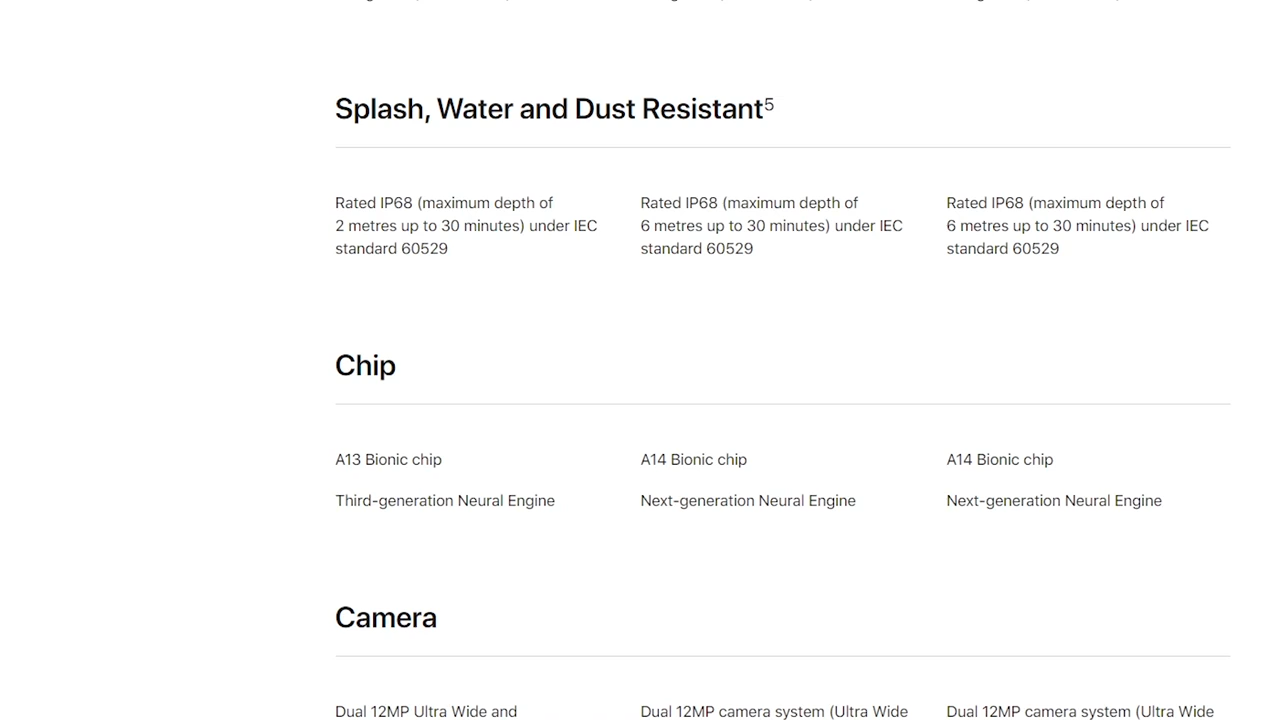 Splash, Water and Dust Resistant5
Rated IP68 (maximum depth of
2 metres up to 30 minutes) under IEC
standard 60529
Rated IP68 (maximum depth of
6 metres up to 30 minutes) under IEC
standard 60529
Rated IP68 (maximum depth of
6 metres up to 30 minutes) under IEC
standard 60529
Chip
A13 Bionic chip
Third-generation Neural Engine
A14 Bionic chip
Next-generation Neural Engine
A14 Bionic chip
Next-generation Neural Engine
Camera
Dual 12MP Ultra Wide and
Dual 12MP camera system (Ultra Wide
Dual 12MP camera system (Ultra Wide